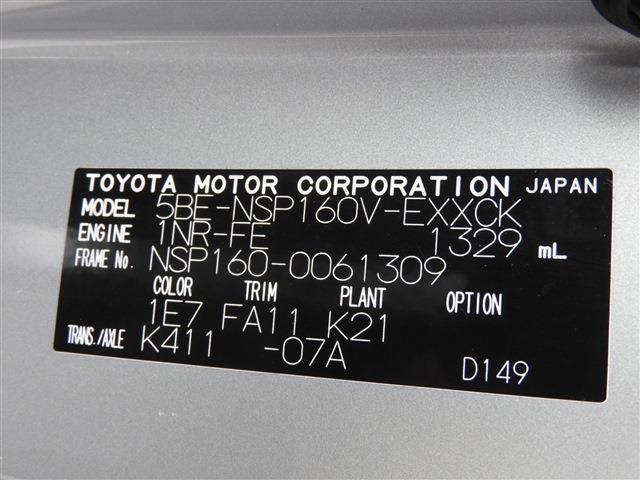 TOYOTA MOTOR CORPORATION JAPAN
MODEL 5BE-NSP160V-EXXCK
ENGINE 1NR-FE 1329 mL
FRAME No. NSP160-0061309
COLOR TRIM PLANT OPTION
1E7 FA11 K21
TRANS./AXLE K411 -07A
D149